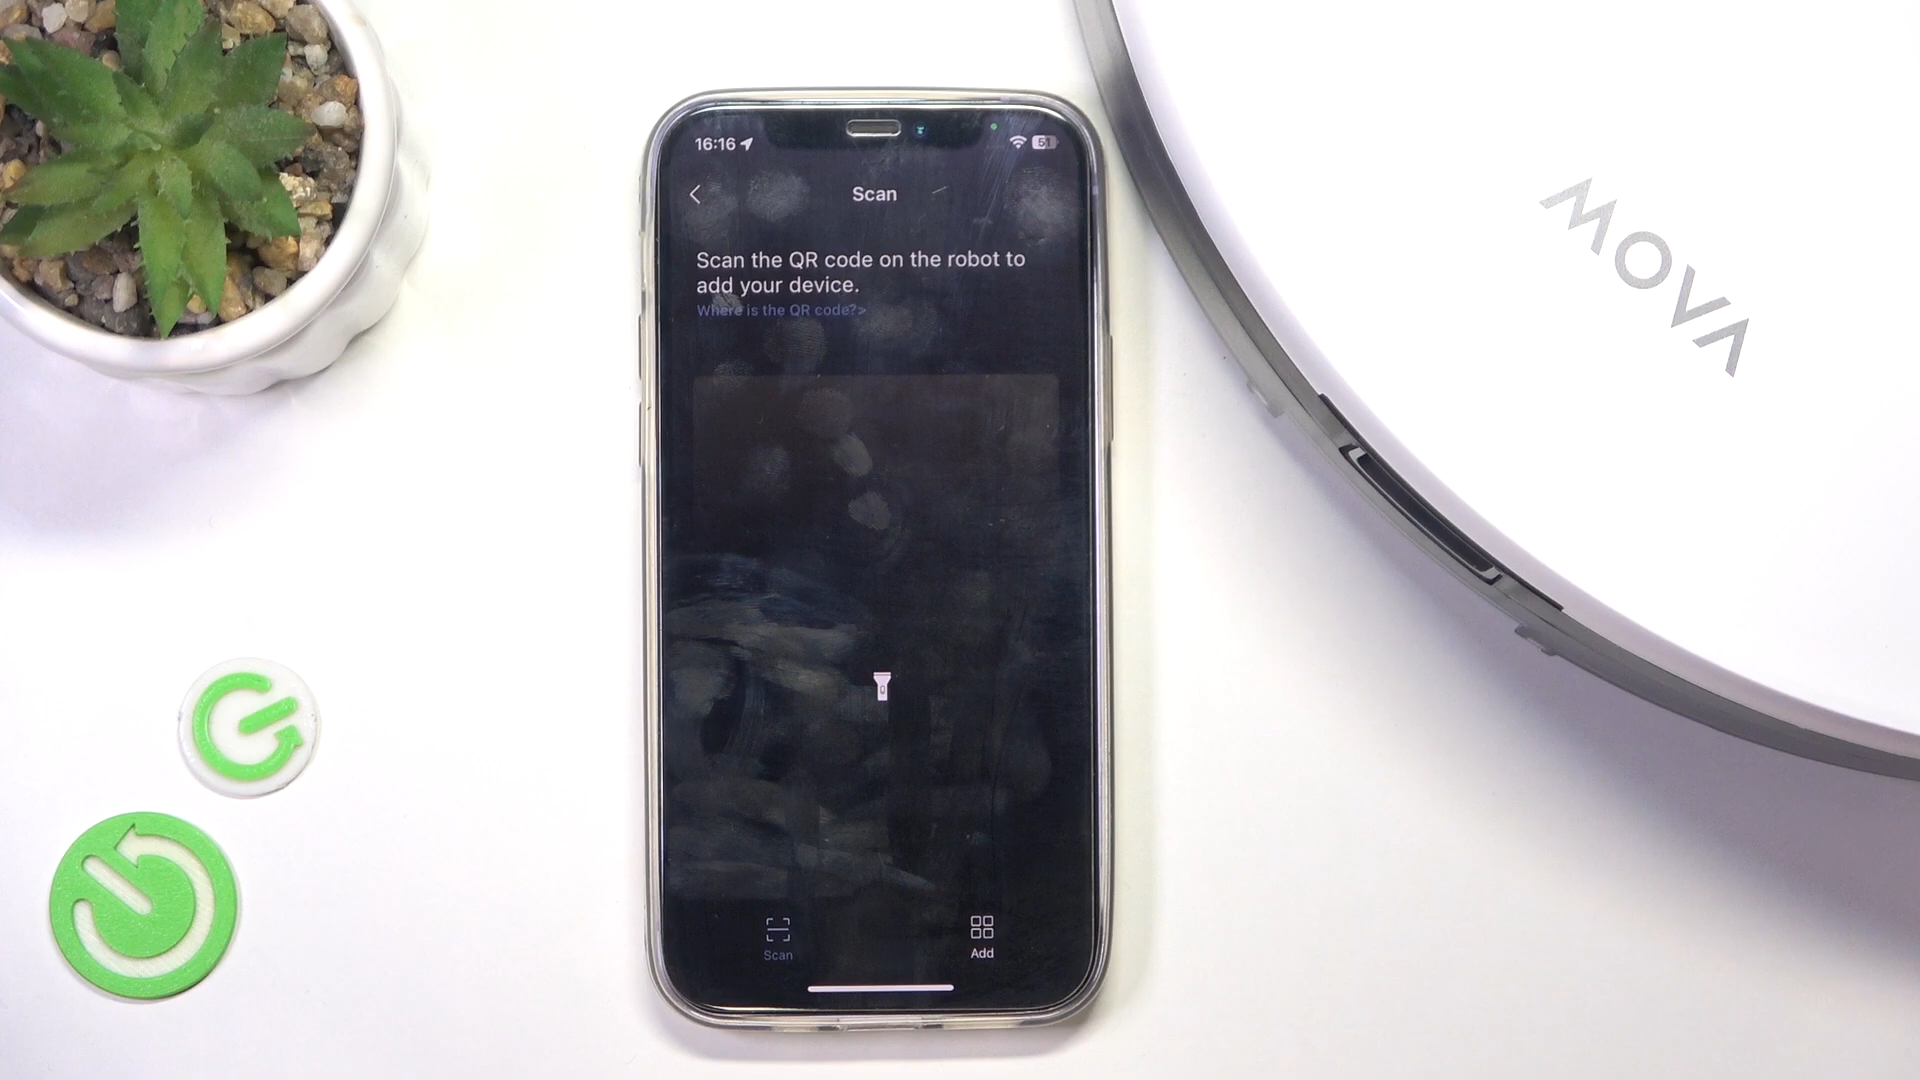 16:16
51
Scan
Scan the QR code on the robot to
add your device.
Where is the QR code?>
Scan
Add
MOVA